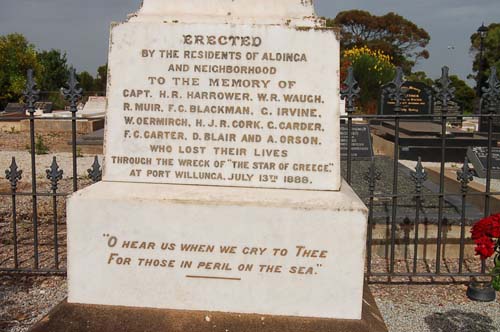 ERECTED
BY THE RESIDENTS OF ALDINGA
AND NEIGHBORHOOD
TO THE MEMORY OF
CAPT. H.R. HARROWER, W.R. WAUGH,
R. MUIR, F.C. BLACKMAN, G. IRVINE,
W. OERMIRCH, H.J.R. CORK, C. CARDER,
F.C. CARTER, D. BLAIR AND A. ORSON.
WHO LOST THEIR LIVES
THROUGH THE WRECK OF "THE STAR OF GREECE,"
AT PORT WILLUNGA, JULY 13TH 1888.
"O HEAR US WHEN WE CRY TO THEE
FOR THOSE IN PERIL ON THE SEA."